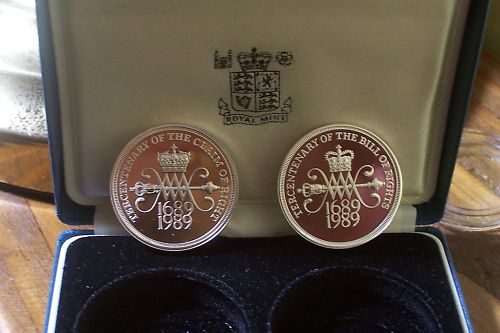 ROYAL MINT
TERCENTENARY OF THE CLAIM OF RIGHT
1689
1989
TERCENTENARY OF THE BILL OF RIGHTS
1689
1989